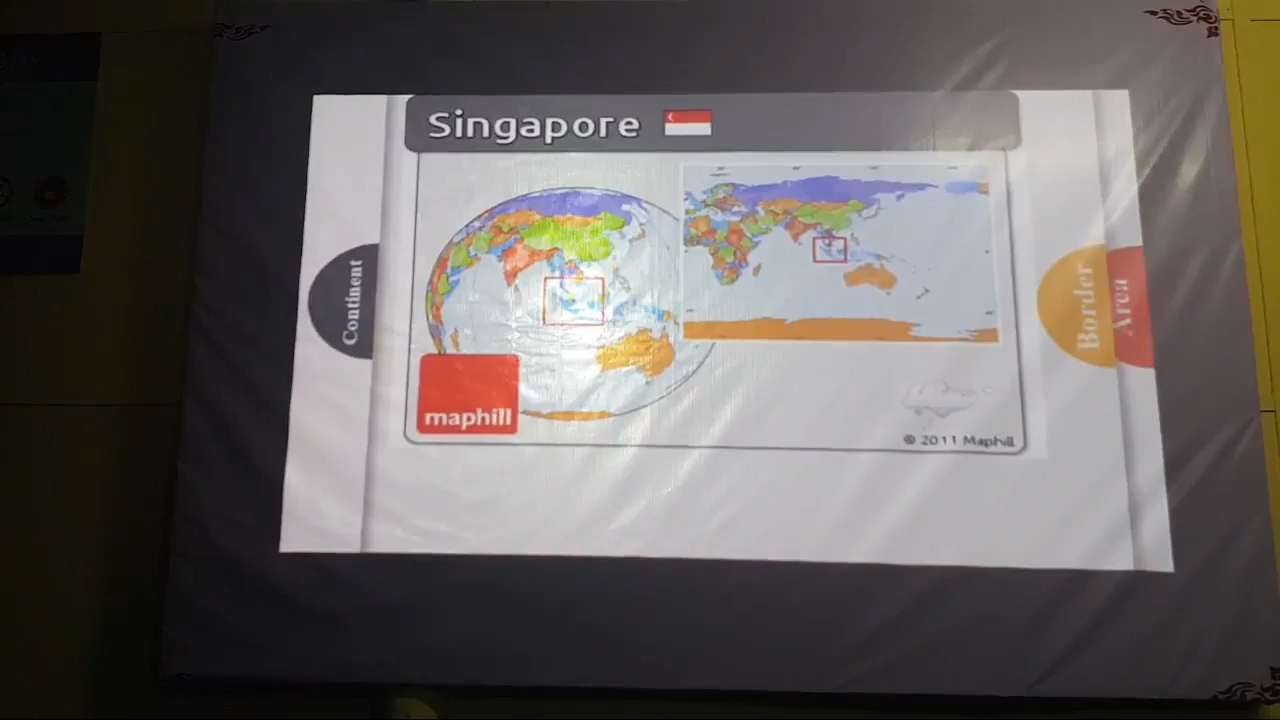 Singapore
Continent
Border
Area
maphill
© 2011 Maphill